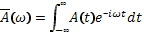 A̅(ω) = ∫_{-∞}^{-∞} A(t)e^{-iωt}dt